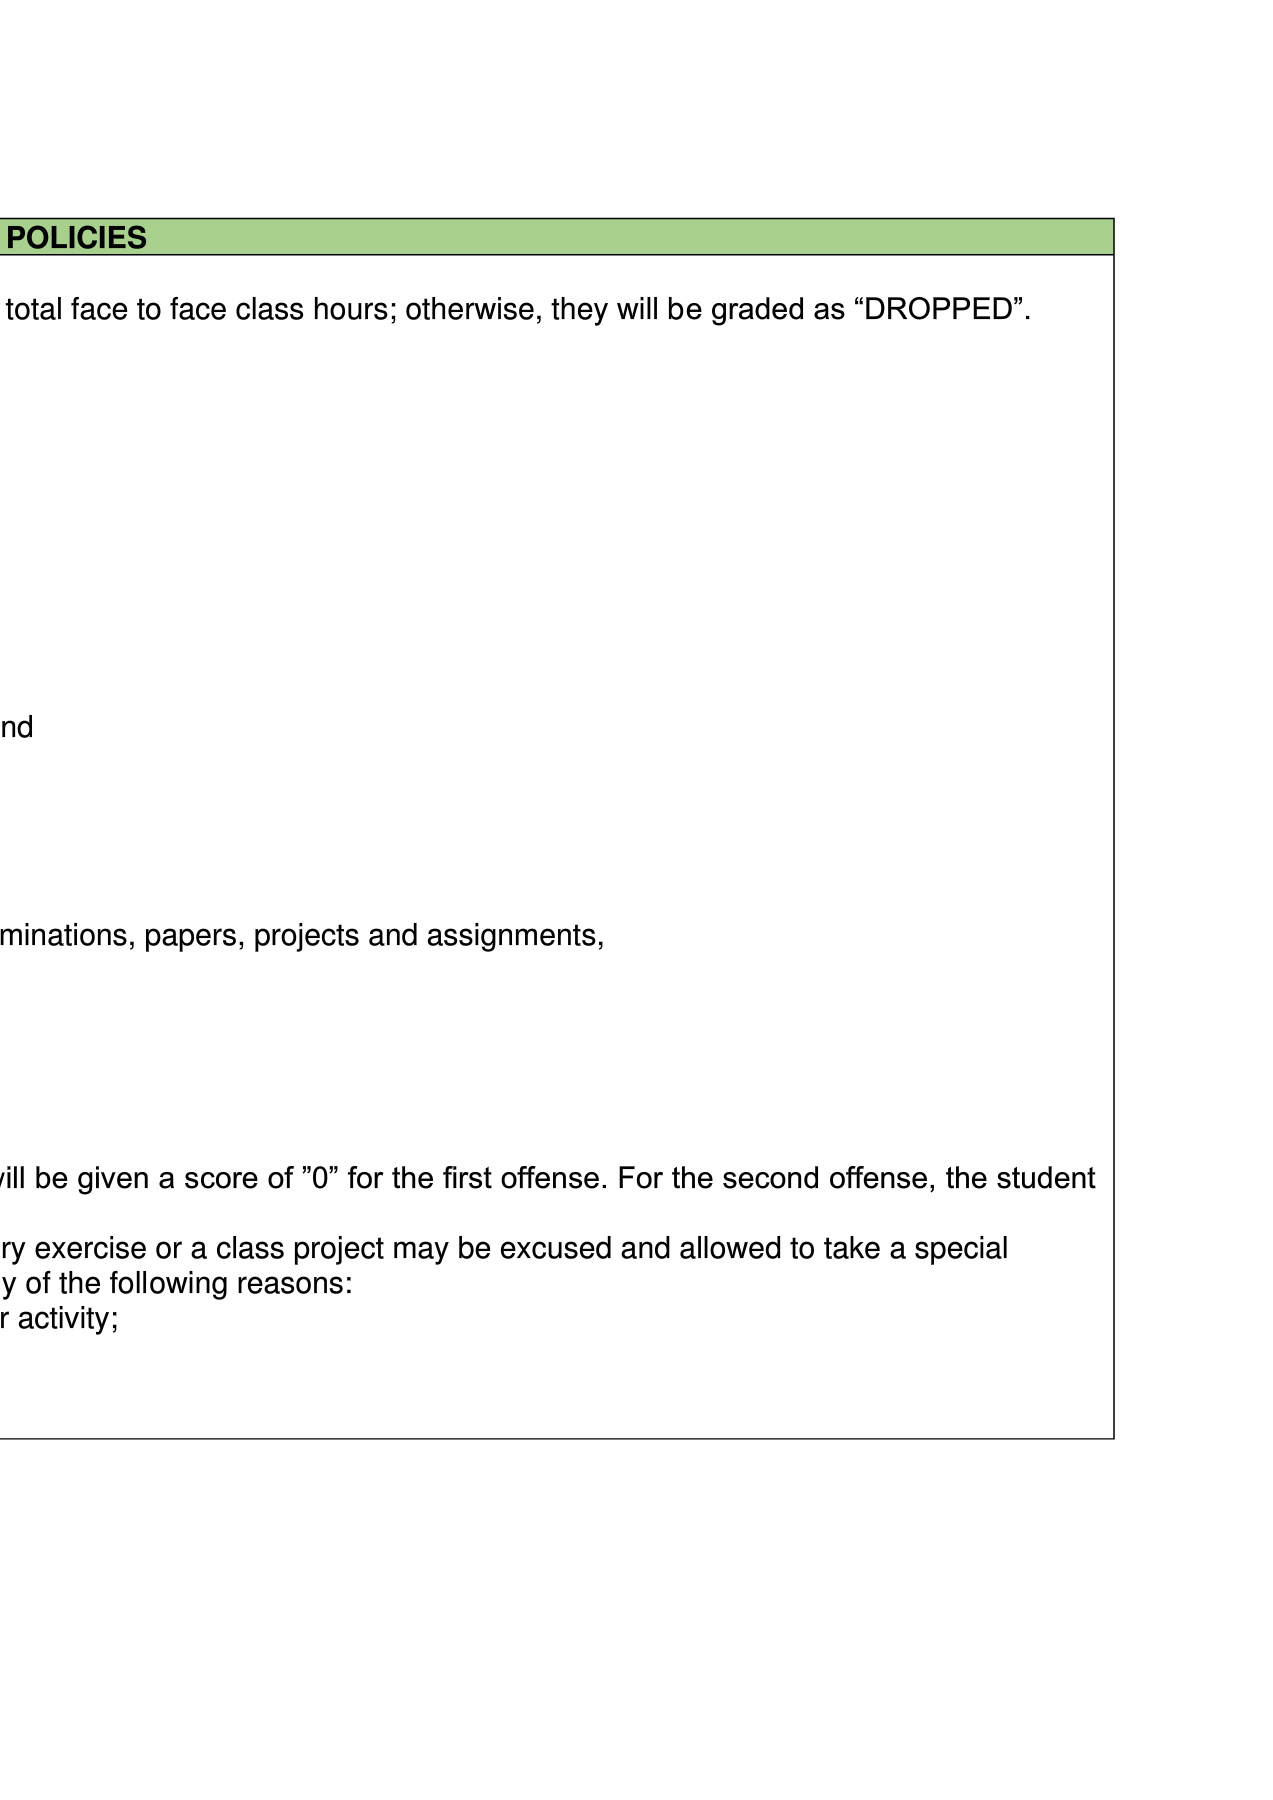 POLICIES
total face to face class hours; otherwise, they will be graded as “DROPPED”.
nd
minations, papers, projects and assignments,
ill be given a score of ”0” for the first offense. For the second offense, the student
ry exercise or a class project may be excused and allowed to take a special
y of the following reasons:
r activity;